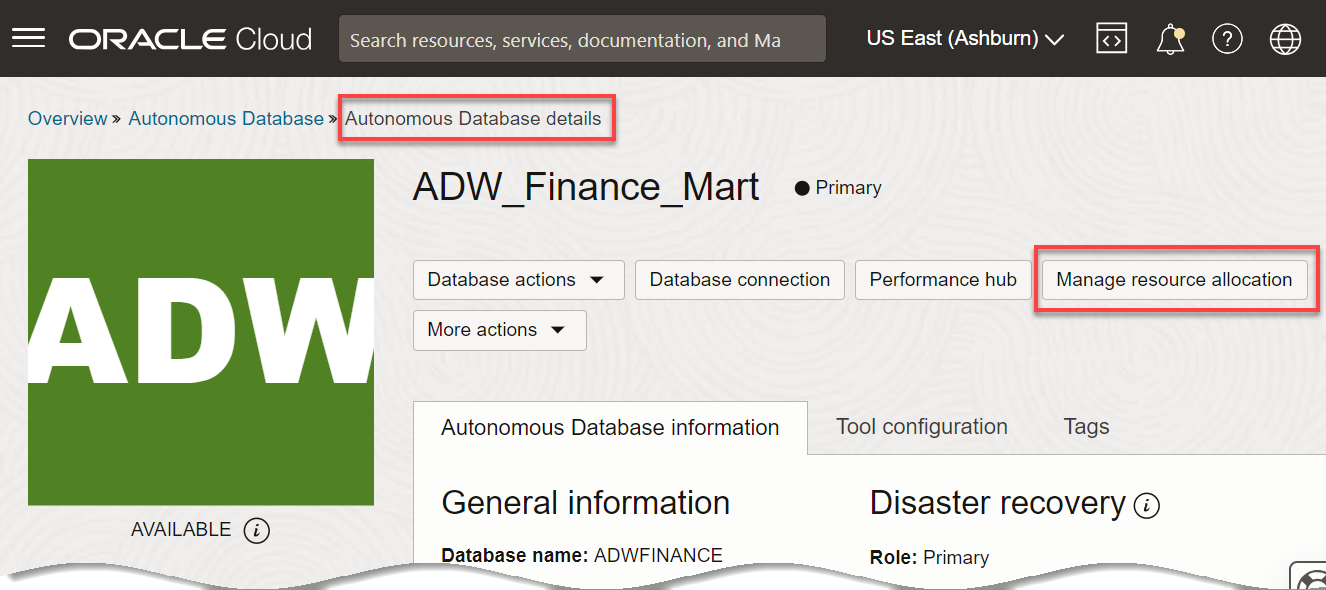 ORACLE Cloud
Search resources, services, documentation, and Ma
US East (Ashburn)
Overview » Autonomous Database » Autonomous Database details
ADW
AVAILABLE
ADW_Finance_Mart
Primary
Database actions
Database connection
Performance hub
Manage resource allocation
More actions
Autonomous Database information
Tool configuration
Tags
General information
Database name: ADWFINANCE
Disaster recovery
Role: Primary